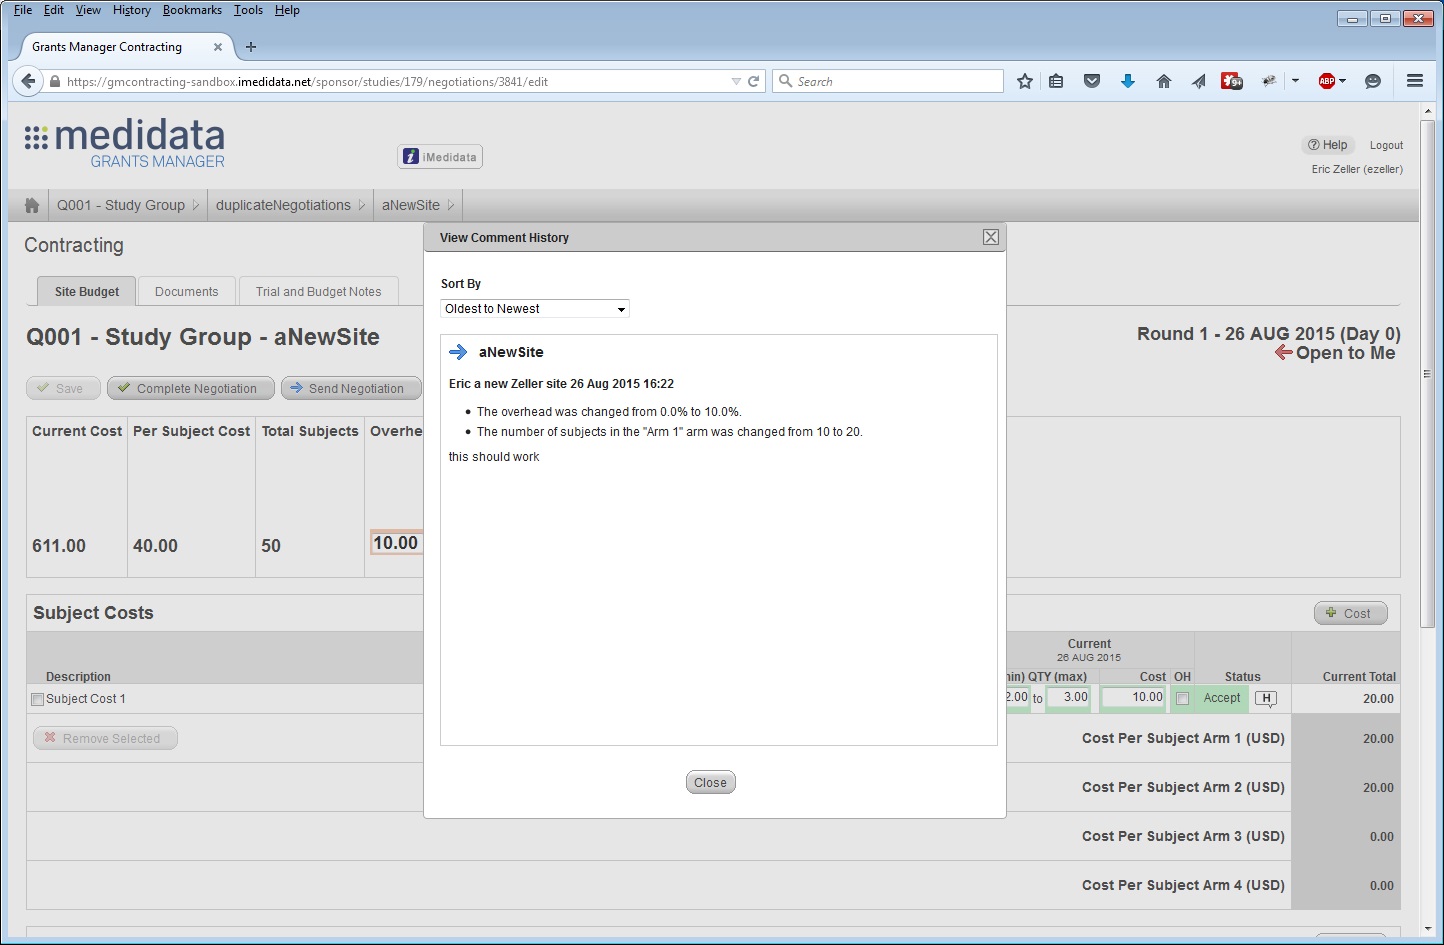 File Edit View History Bookmarks Tools Help
Grants Manager Contracting
https://gmcontracting-sandbox.imedidata.net/sponsor/studies/179/negotiations/3841/edit
Search
9+
ABP
medidata
GRANTS MANAGER
i iMedidata
? Help Logout
Eric Zeller (ezeller)
Q001 - Study Group duplicateNegotiations aNewSite
Contracting
Site Budget Documents Trial and Budget Notes
Q001 - Study Group - aNewSite
Round 1 - 26 AUG 2015 (Day 0)
Open to Me
Save Complete Negotiation Send Negotiation
Current Cost Per Subject Cost Total Subjects Overhe
611.00 40.00 50 10.00
View Comment History
Sort By
Oldest to Newest
aNewSite
Eric a new Zeller site 26 Aug 2015 16:22
• The overhead was changed from 0.0% to 10.0%.
• The number of subjects in the "Arm 1" arm was changed from 10 to 20.
this should work
Close
Subject Costs
Cost
Current
26 AUG 2015
Description QTY (max) Cost OH Status Current Total
Subject Cost 1 2.00 to 3.00 10.00 Accept H 20.00
Remove Selected
Cost Per Subject Arm 1 (USD) 20.00
Cost Per Subject Arm 2 (USD) 20.00
Cost Per Subject Arm 3 (USD) 0.00
Cost Per Subject Arm 4 (USD) 0.00